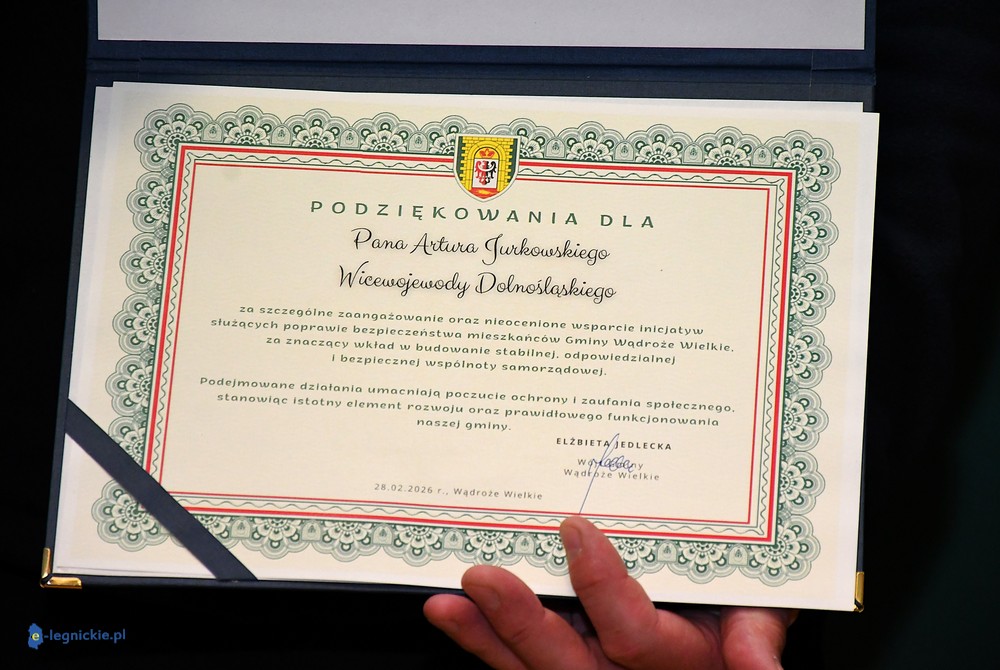 PODZIĘKOWANIA DLA
Pana Artura Jurkowskiego
Wicewojewody Dolnośląskiego
za szczególne zaangażowanie oraz nieocenione wsparcie inicjatyw
służących poprawie bezpieczeństwa mieszkańców Gminy Wądroże Wielkie,
za znaczący wkład w budowanie stabilnej, odpowiedzialnej
i bezpiecznej wspólnoty samorządowej.
Podejmowane działania umacniają poczucie ochrony i zaufania społecznego,
stanowiąc istotny element rozwoju oraz prawidłowego funkcjonowania
naszej gminy.
ELŻBIETA JEDLECKA
Wądroże Wielkie
28.02.2026 r., Wądroże Wielkie
e-legnickie.pl